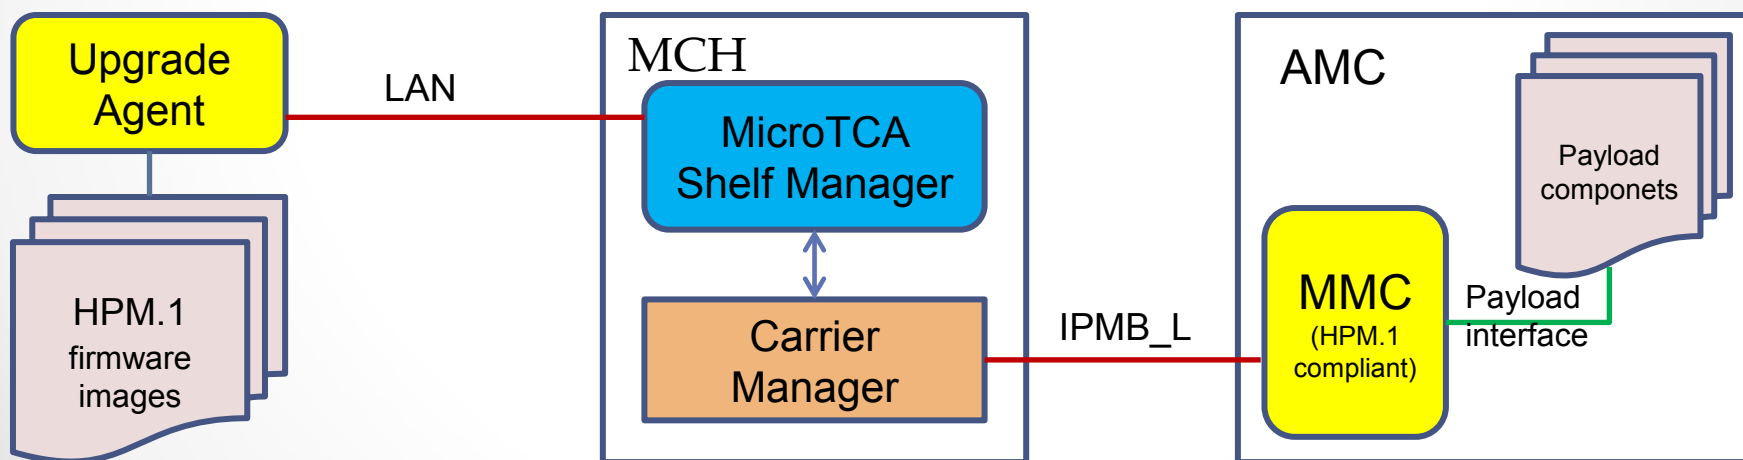 Upgrade
Agent
LAN
HPM.1
firmware
images
MCH
MicroTCA
Shelf Manager
Carrier
Manager
IPMB_L
AMC
Payload
componets
MMC
(HPM.1
compliant)
Payload
interface